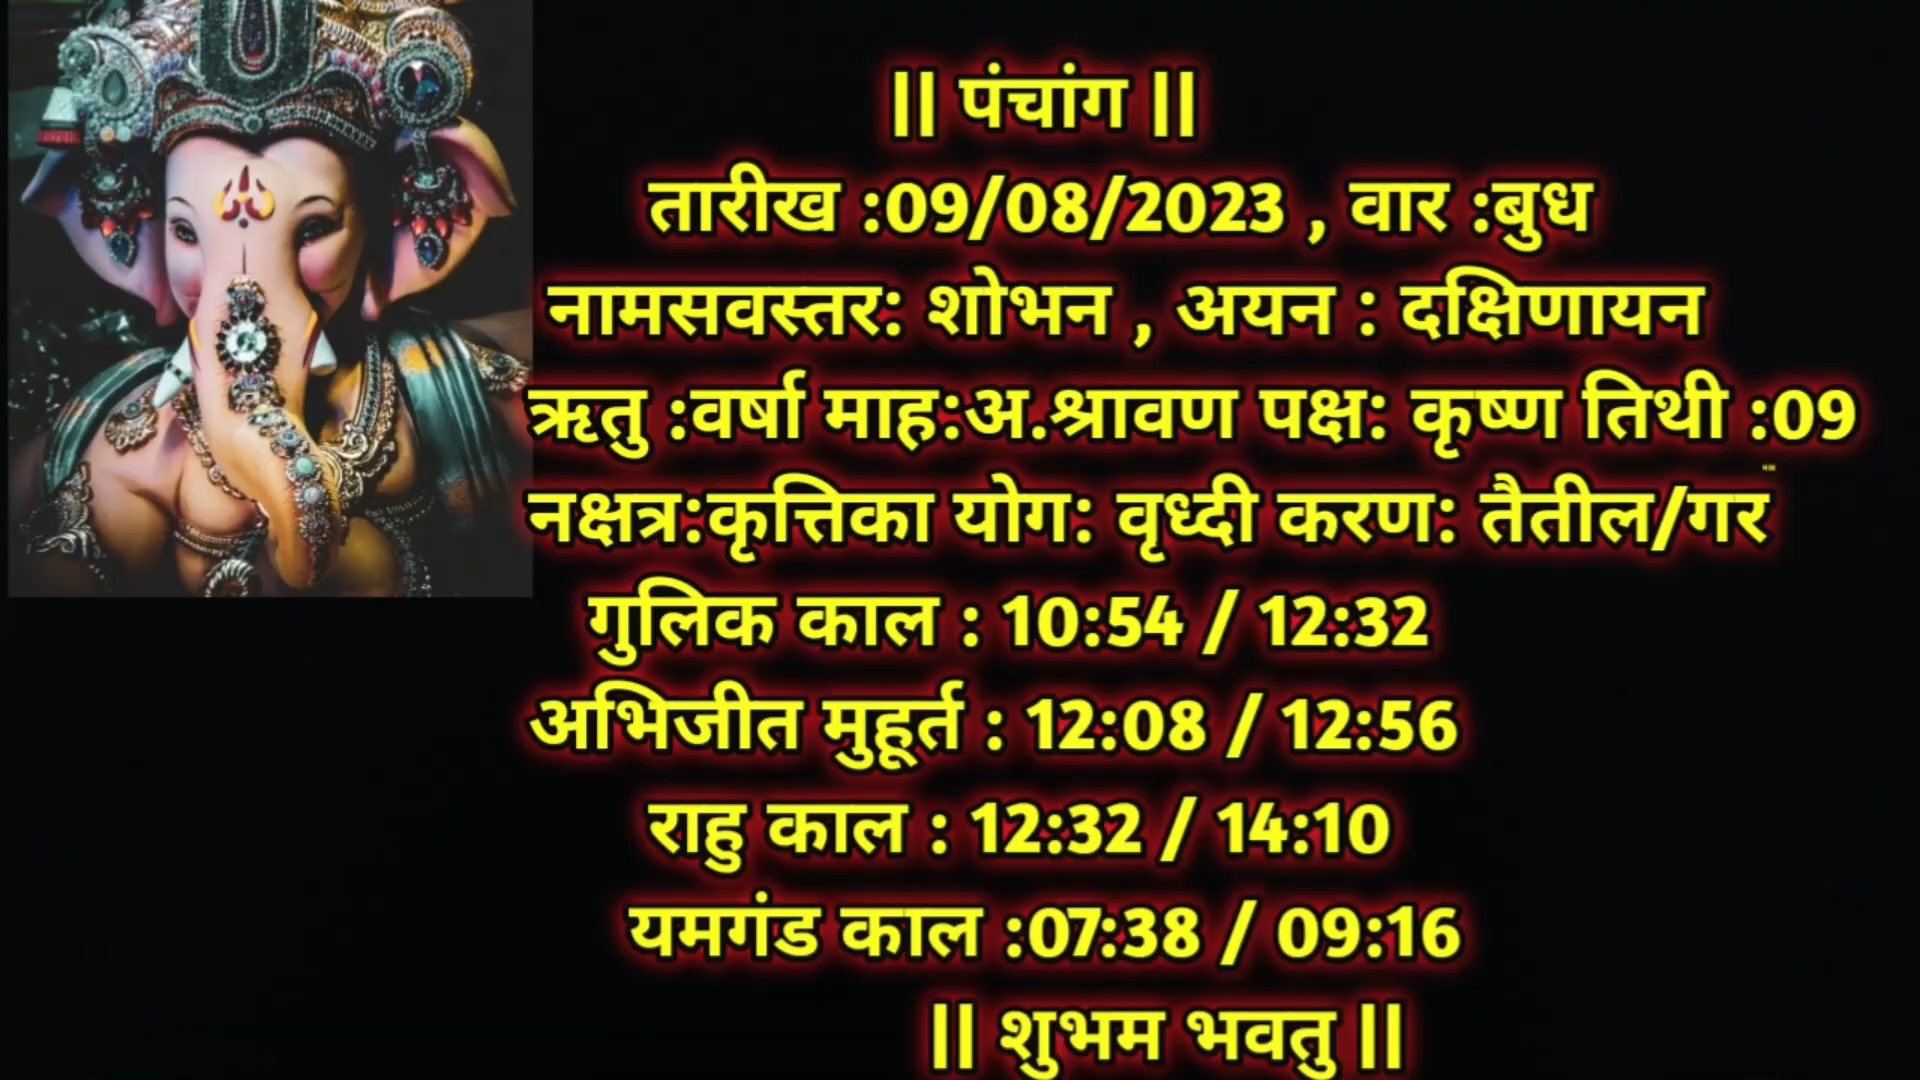 || पंचांग ||
तारीख :09/08/2023 , वार :बुध
नामसवस्तर: शोभन , अयन : दक्षिणायन
ऋतु :वर्षा माह:अ.श्रावण पक्ष: कृष्ण तिथी :09
नक्षत्र:कृत्तिका योग: वृध्दी करण: तैतील/गर
गुलिक काल : 10:54 / 12:32
अभिजीत मुहूर्त : 12:08 / 12:56
राहु काल : 12:32 / 14:10
यमगंड काल :07:38 / 09:16
|| शुभम भवतु ||